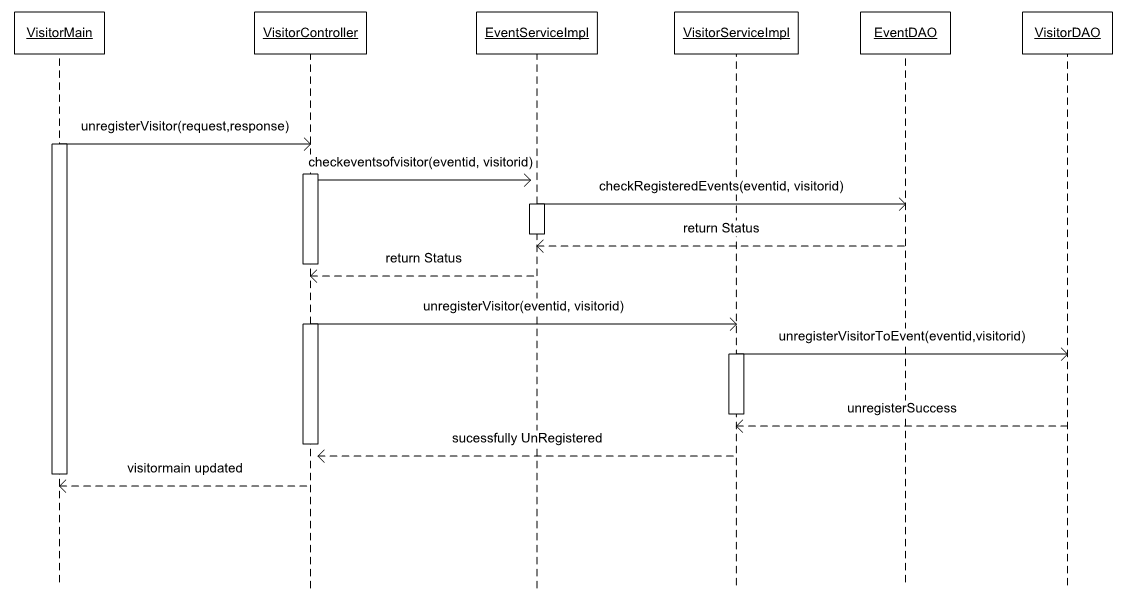 VisitorMain
VisitorController
EventServiceImpl
VisitorServiceImpl
EventDAO
VisitorDAO
unregisterVisitor(request,response)
checkeventsofvisitor(eventid, visitorid)
checkRegisteredEvents(eventid, visitorid)
return Status
return Status
unregisterVisitor(eventid, visitorid)
unregisterVisitorToEvent(eventid,visitorid)
unregisterSuccess
sucessfully UnRegistered
visitormain updated